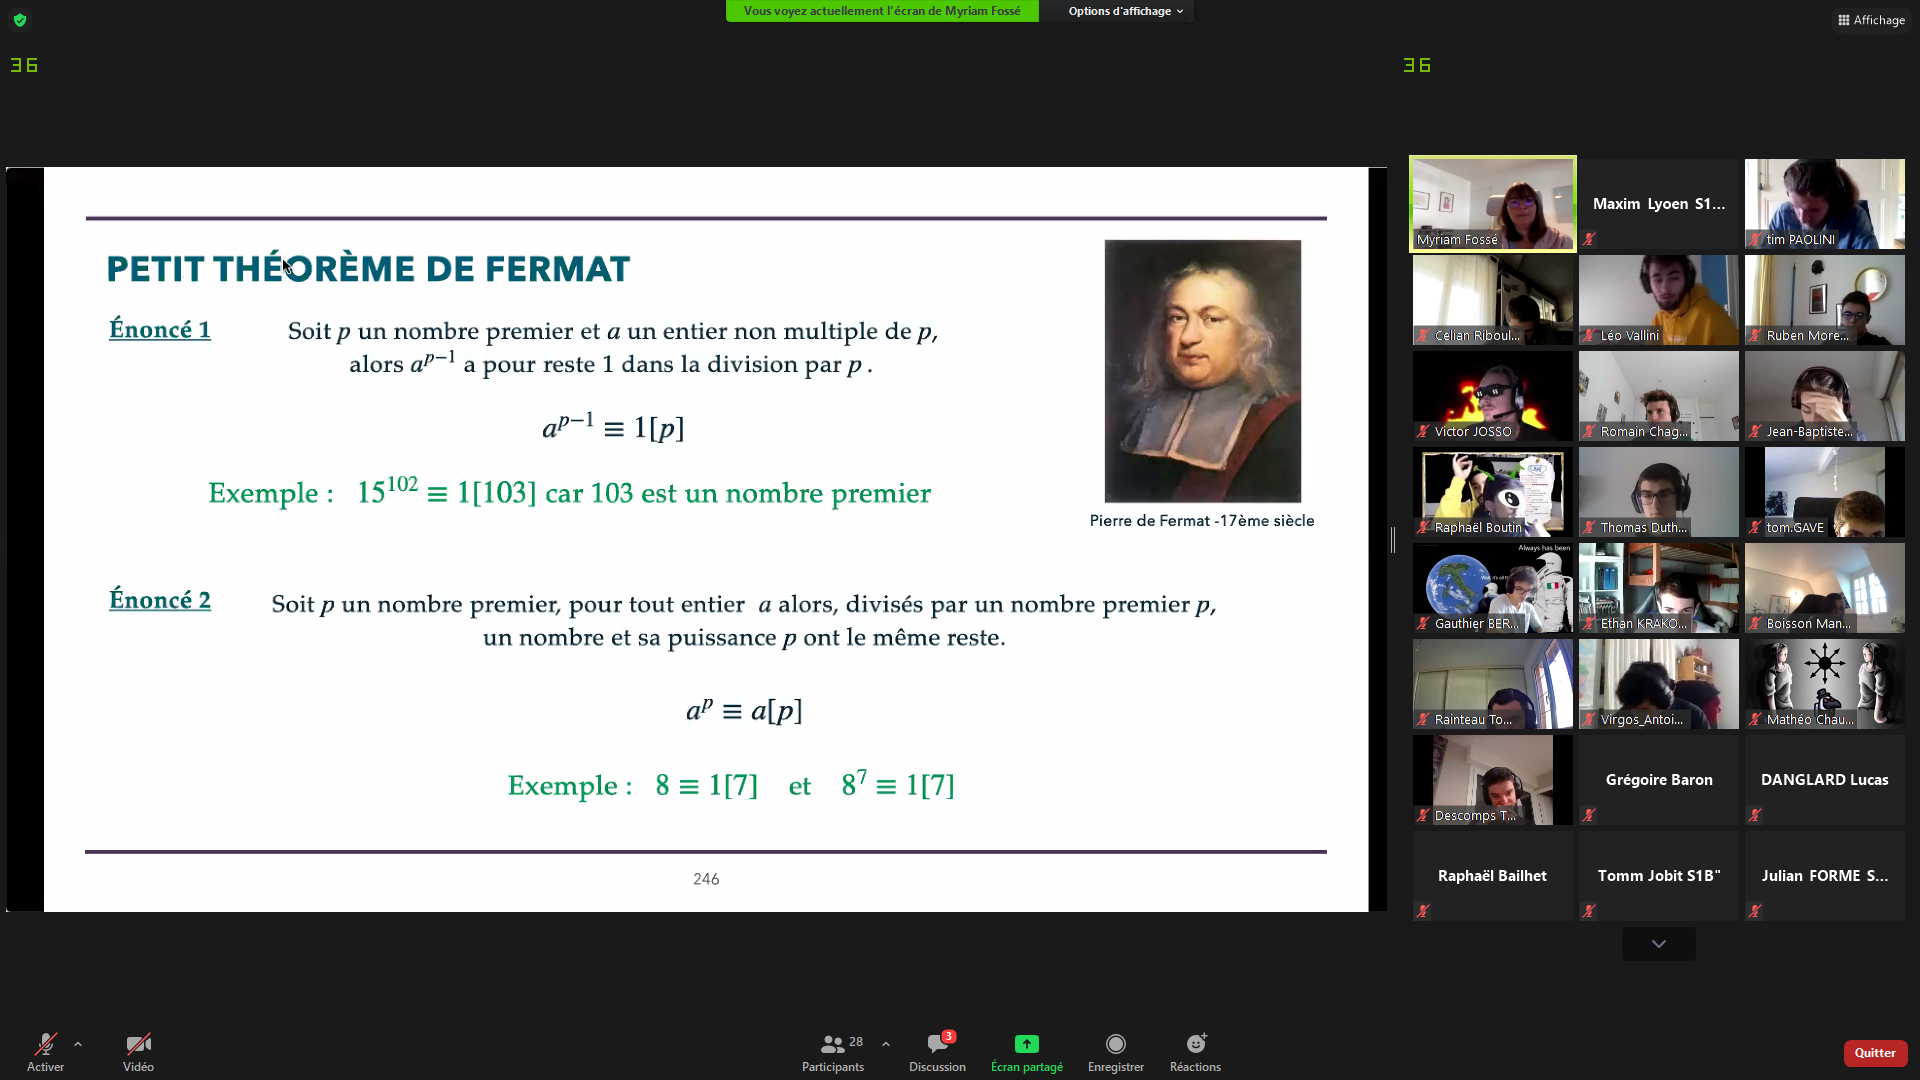 Vous voyez actuellement l'écran de Myriam Fossé
Options d'affichage
Affichage
36
36
PETIT THÉORÈME DE FERMAT
Énoncé 1
Soit p un nombre premier et a un entier non multiple de p,
alors a^{p−1} a pour reste 1 dans la division par p .
a^{p−1} ≡ 1[p]
Exemple : 15^{102} ≡ 1[103] car 103 est un nombre premier
Pierre de Fermat -17ème siècle
Énoncé 2
Soit p un nombre premier, pour tout entier a alors, divisés par un nombre premier p,
un nombre et sa puissance p ont le même reste.
a^p ≡ a[p]
Exemple : 8 ≡ 1[7] et 8^7 ≡ 1[7]
246
Myriam Fossé
Maxim Lyoen S1...
tim PAOLINI
Celian Riboul...
Léo Vallini
Ruben More...
Victor JOSSO
Romain Chag...
Jean-Baptiste...
Raphaël Boutin
Thomas Duth...
tom.GAVE
Always has been
Gauthier BER...
Ethan KRAKO...
Boisson Man...
Rainteau To...
Virgos_Antoi...
Mathéo Chau...
Descomps T...
Grégoire Baron
DANGLARD Lucas
Raphaël Bailhet
Tomm Jobit S1B"
Julian FORME S...
Activer
Vidéo
28
Participants
3
Discussion
Écran partagé
Enregistrer
Réactions
Quitter